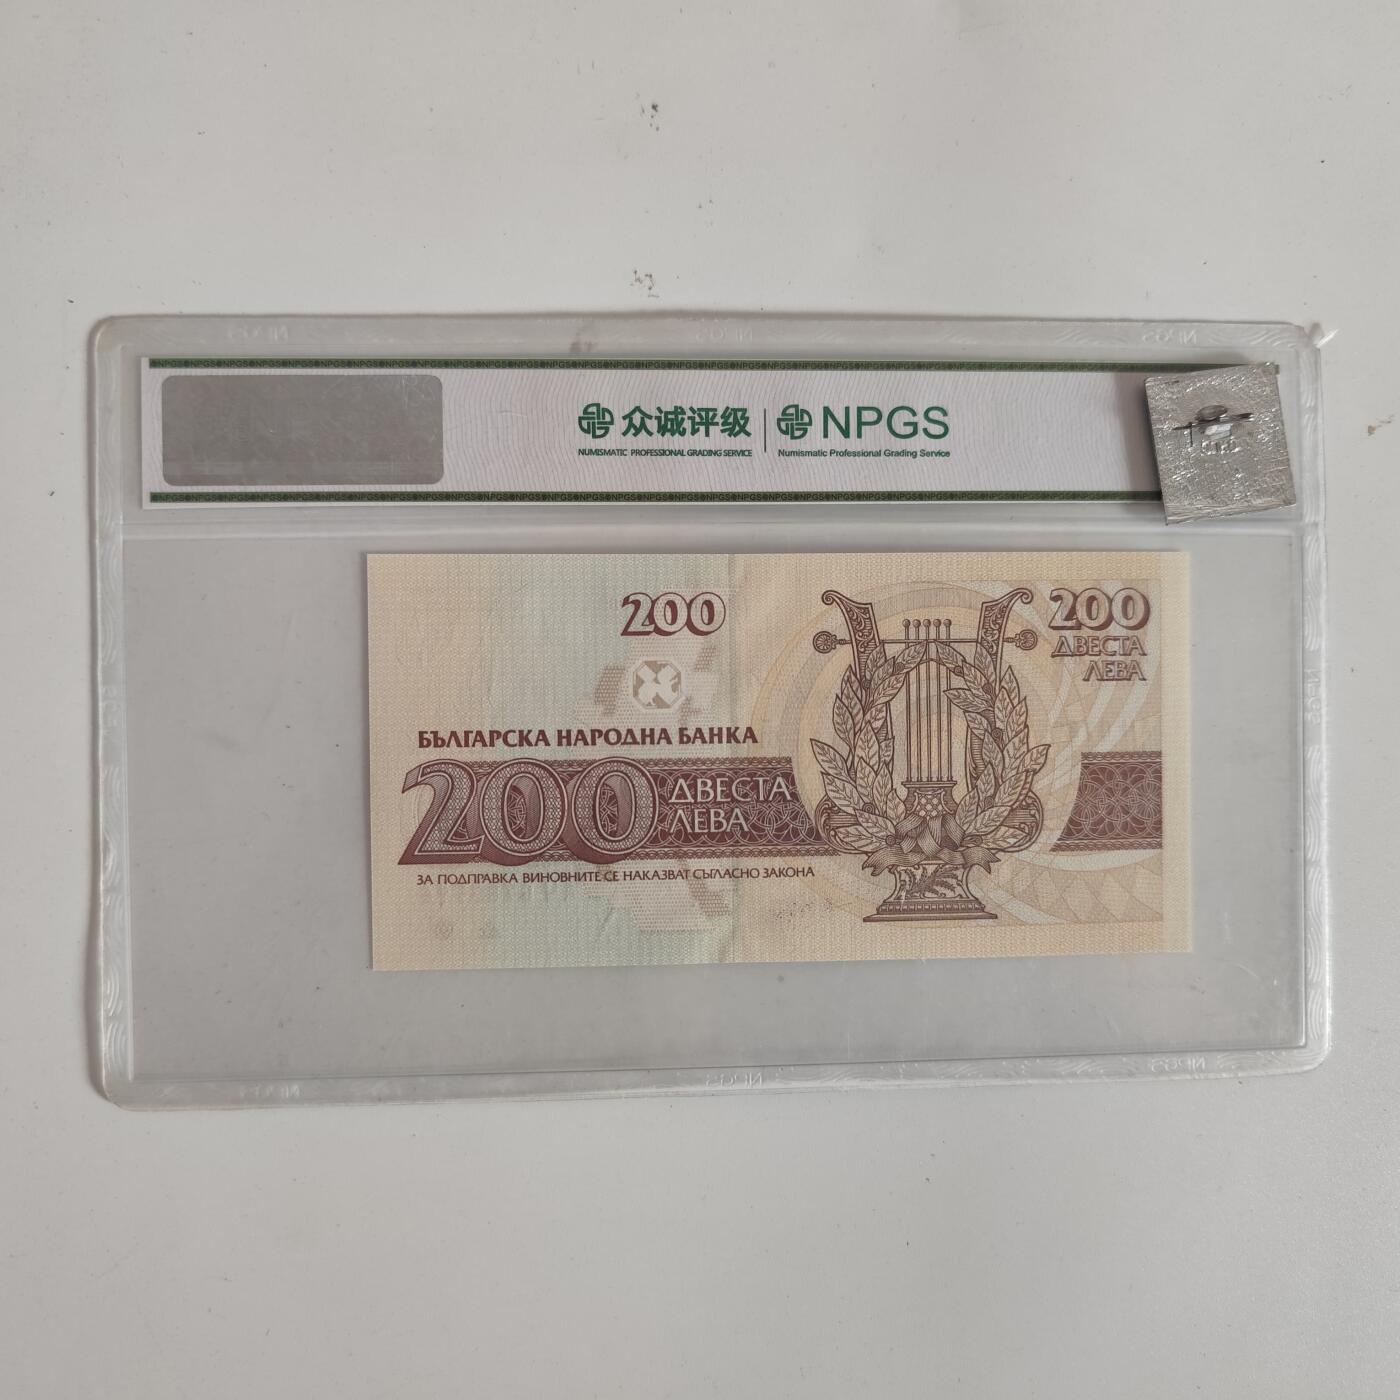 众诚评级
NUMISMATIC PROFESSIONAL GRADING SERVICE
NPGS
Numismatic Professional Grading Service
200
200
ДВЕСТА
ЛЕВА
БЪЛГАРСКА НАРОДНА БАНКА
200
ДВЕСТА
ЛЕВА
ЗА ПОДПРАВКА ВИНОВНИТЕ СЕ НАКАЗВАТ СЪГЛАСНО ЗАКОНА